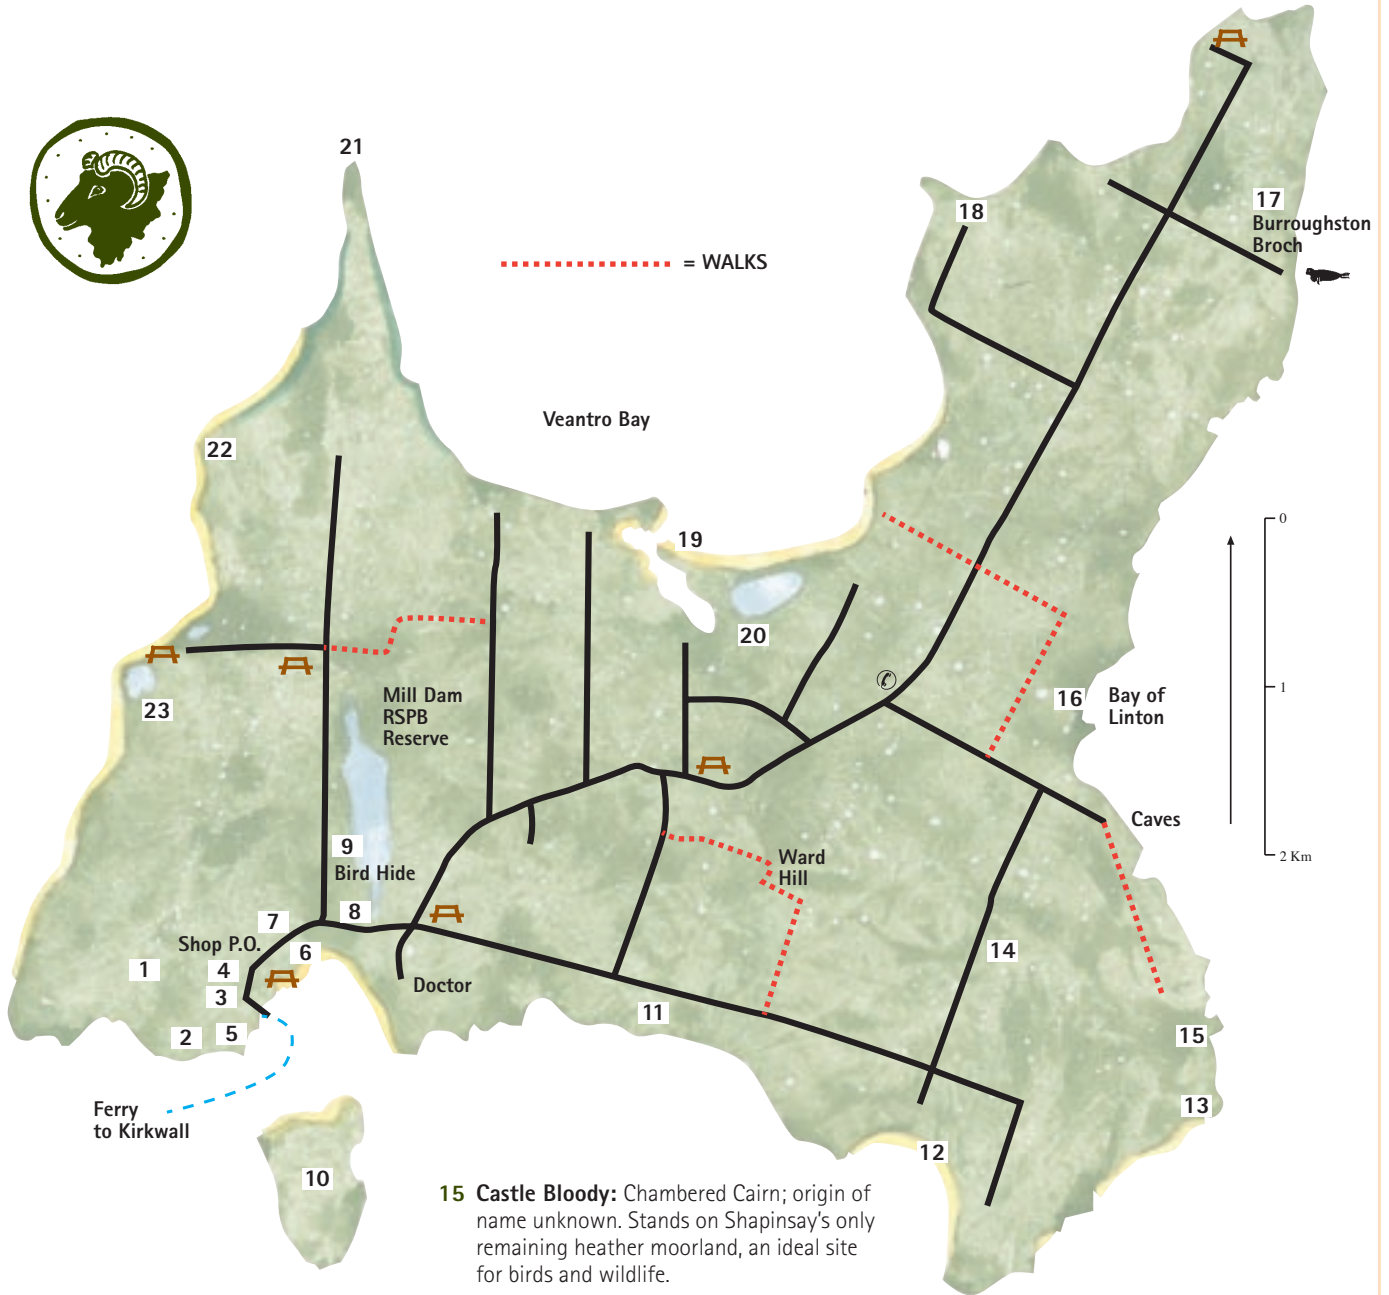 21
18
17
Burroughston
Broch
= WALKS
Veantro Bay
22
0
19
20
23
Mill Dam
RSPB
Reserve
16
Bay of
Linton
1
Caves
9
Bird Hide
Ward
Hill
2 Km
7
8
Shop P.O.
6
1
4
3
Doctor
14
11
2
5
15
Ferry
to Kirkwall
13
12
10
15 Castle Bloody: Chambered Cairn; origin of
name unknown. Stands on Shapinsay's only
remaining heather moorland, an ideal site
for birds and wildlife.